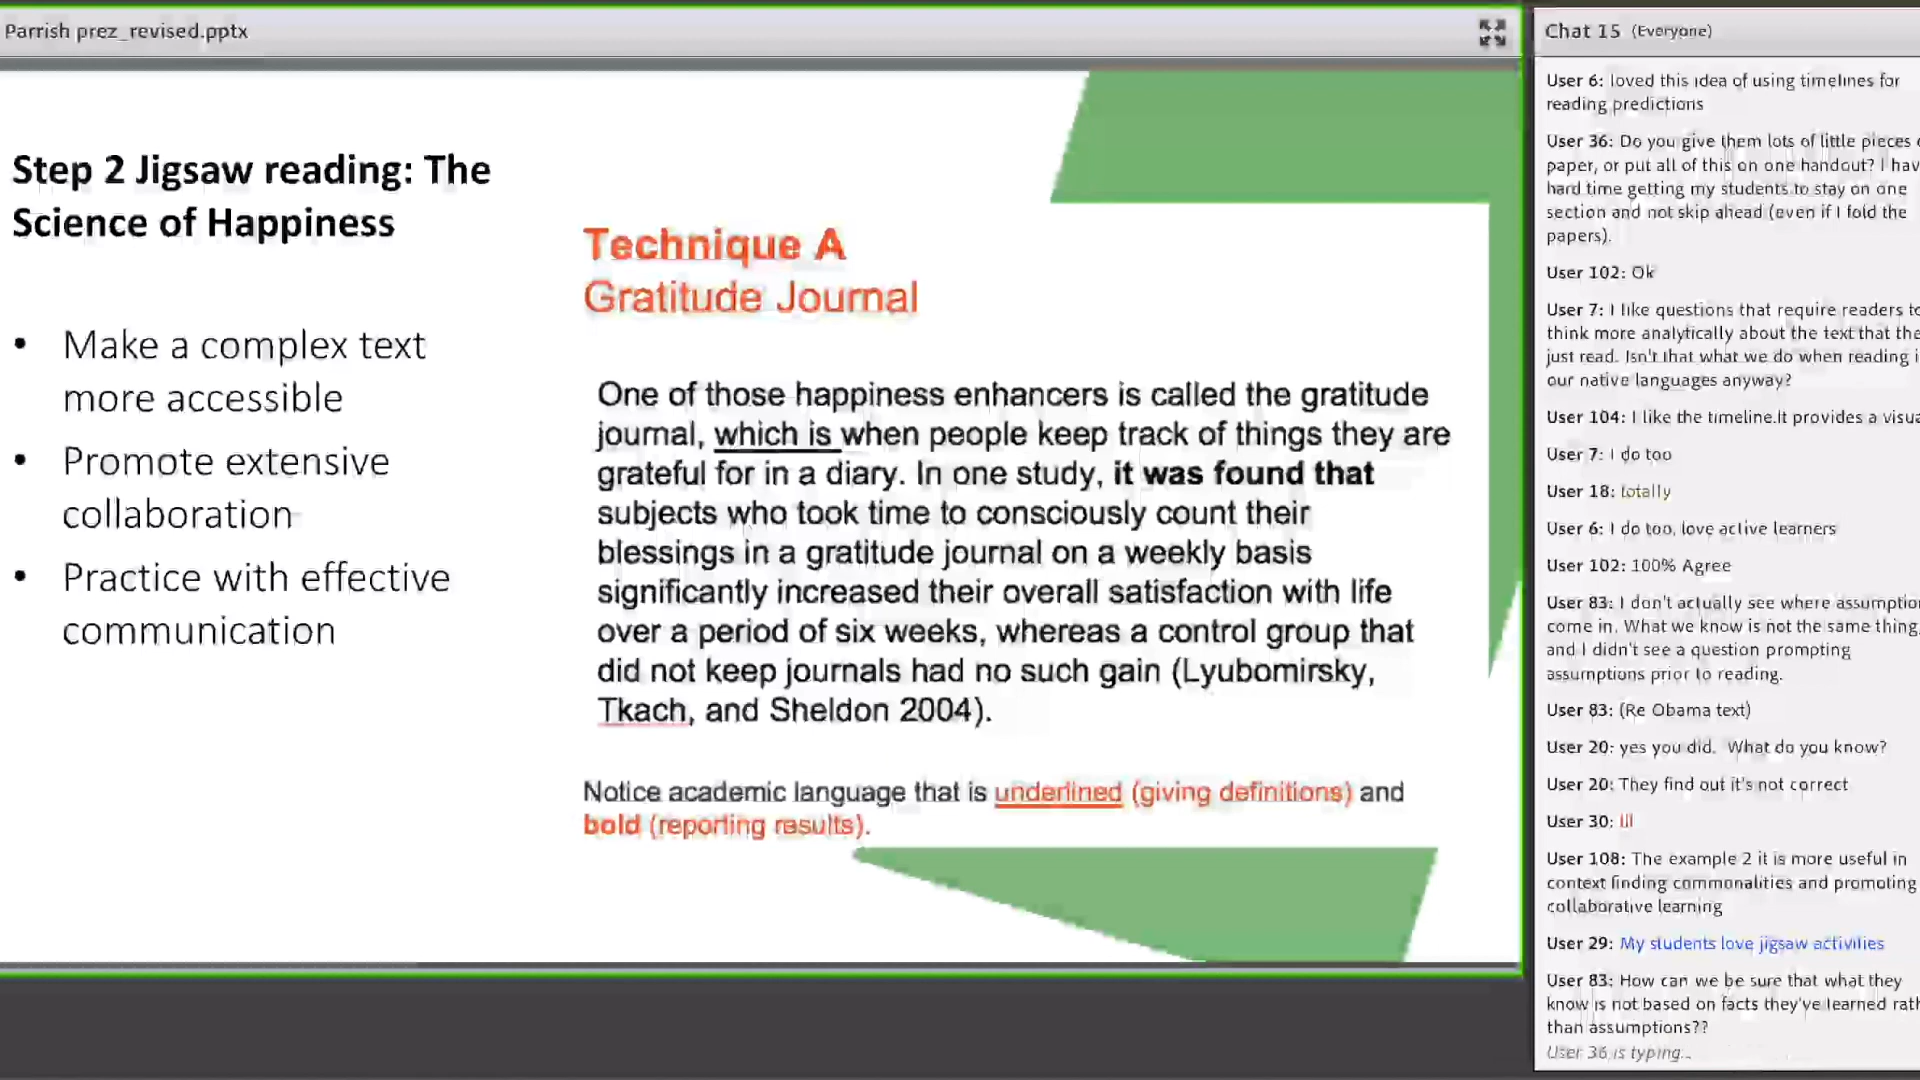 Parrish prez_revised.pptx
Step 2 Jigsaw reading: The
Science of Happiness
• Make a complex text
more accessible
• Promote extensive
collaboration
• Practice with effective
communication
Technique A
Gratitude Journal
One of those happiness enhancers is called the gratitude
journal, which is when people keep track of things they are
grateful for in a diary. In one study, it was found that
subjects who took time to consciously count their
blessings in a gratitude journal on a weekly basis
significantly increased their overall satisfaction with life
over a period of six weeks, whereas a control group that
did not keep journals had no such gain (Lyubomirsky,
Tkach, and Sheldon 2004).
Notice academic language that is underlined (giving definitions) and
bold (reporting results).
Chat 15 (Everyone)
User 6: loved this idea of using timelines for
reading predictions
User 36: Do you give them lots of little pieces
paper, or put all of this on one handout? I
hard time getting my students to stay on one
section and not skip ahead (even if I fold the
papers).
User 102: Ok
User 7: I like questions that require readers
think more analytically about the text that
just read. Isn't that what we do when reading
our native languages anyway?
User 104: I like the timeline.It provides a
User 7: I do too
User 18: totally
User 6: I do too, love active learners
User 102: 100% Agree
User 83: I don't actually see where
come in. What we know is not the same thing,
and I didn't see a question prompting
assumptions prior to reading.
User 83: (Re Obama text)
User 20: yes you did. What do you know?
User 20: They find out it's not correct
User 30:
User 108: The example 2 it is more useful in
context finding commonalities and promoting
collaborative learning
User 29: My students love jigsaw activities
User 83: How can we be sure that what they
know is not based on facts they've learned
than assumptions??
User 36 is typing...